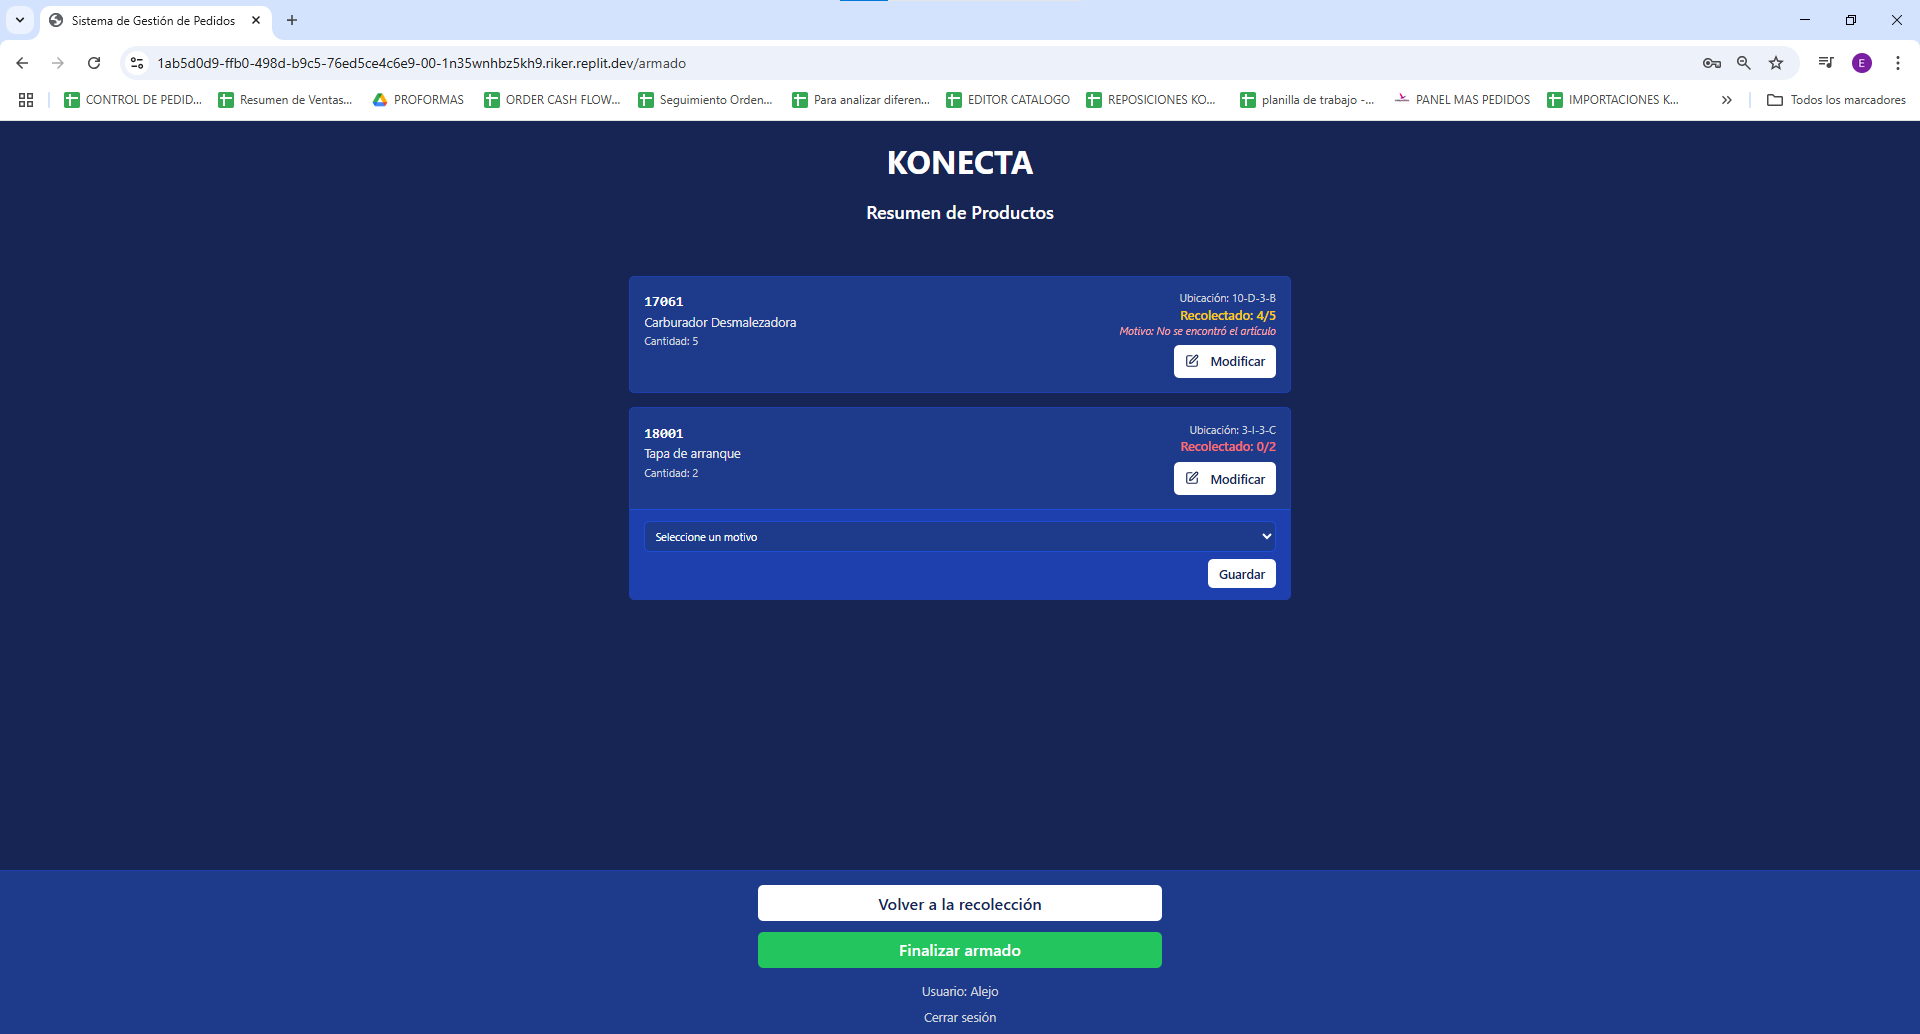 Sistema de Gestión de Pedidos
1ab5d0d9-ffb0-498d-b9c5-76ed5ce4c6e9-00-1n35wnhbz5kh9.riker.replit.dev/armado
E
CONTROL DE PEDID...
Resumen de Ventas...
PROFORMAS
ORDER CASH FLOW...
Seguimiento Orden...
Para analizar diferen...
EDITOR CATALOGO
REPOSICIONES KO...
planilla de trabajo -...
PANEL MAS PEDIDOS
IMPORTACIONES K...
Todos los marcadores
KONECTA
Resumen de Productos
17061
Carburador Desmalezadora
Cantidad: 5
Ubicación: 10-D-3-B
Recolectado: 4/5
Motivo: No se encontró el artículo
Modificar
18001
Tapa de arranque
Cantidad: 2
Ubicación: 3-I-3-C
Recolectado: 0/2
Modificar
Seleccione un motivo
Guardar
Volver a la recolección
Finalizar armado
Usuario: Alejo
Cerrar sesión